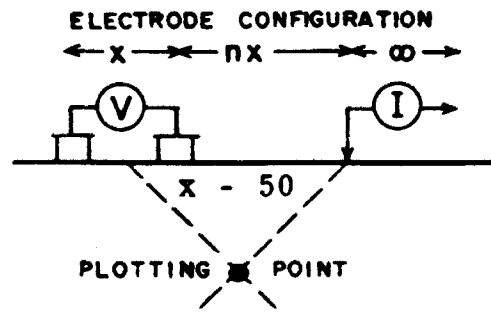 ELECTRODE CONFIGURATION
x nx ∞
V I
x - 50
PLOTTING POINT